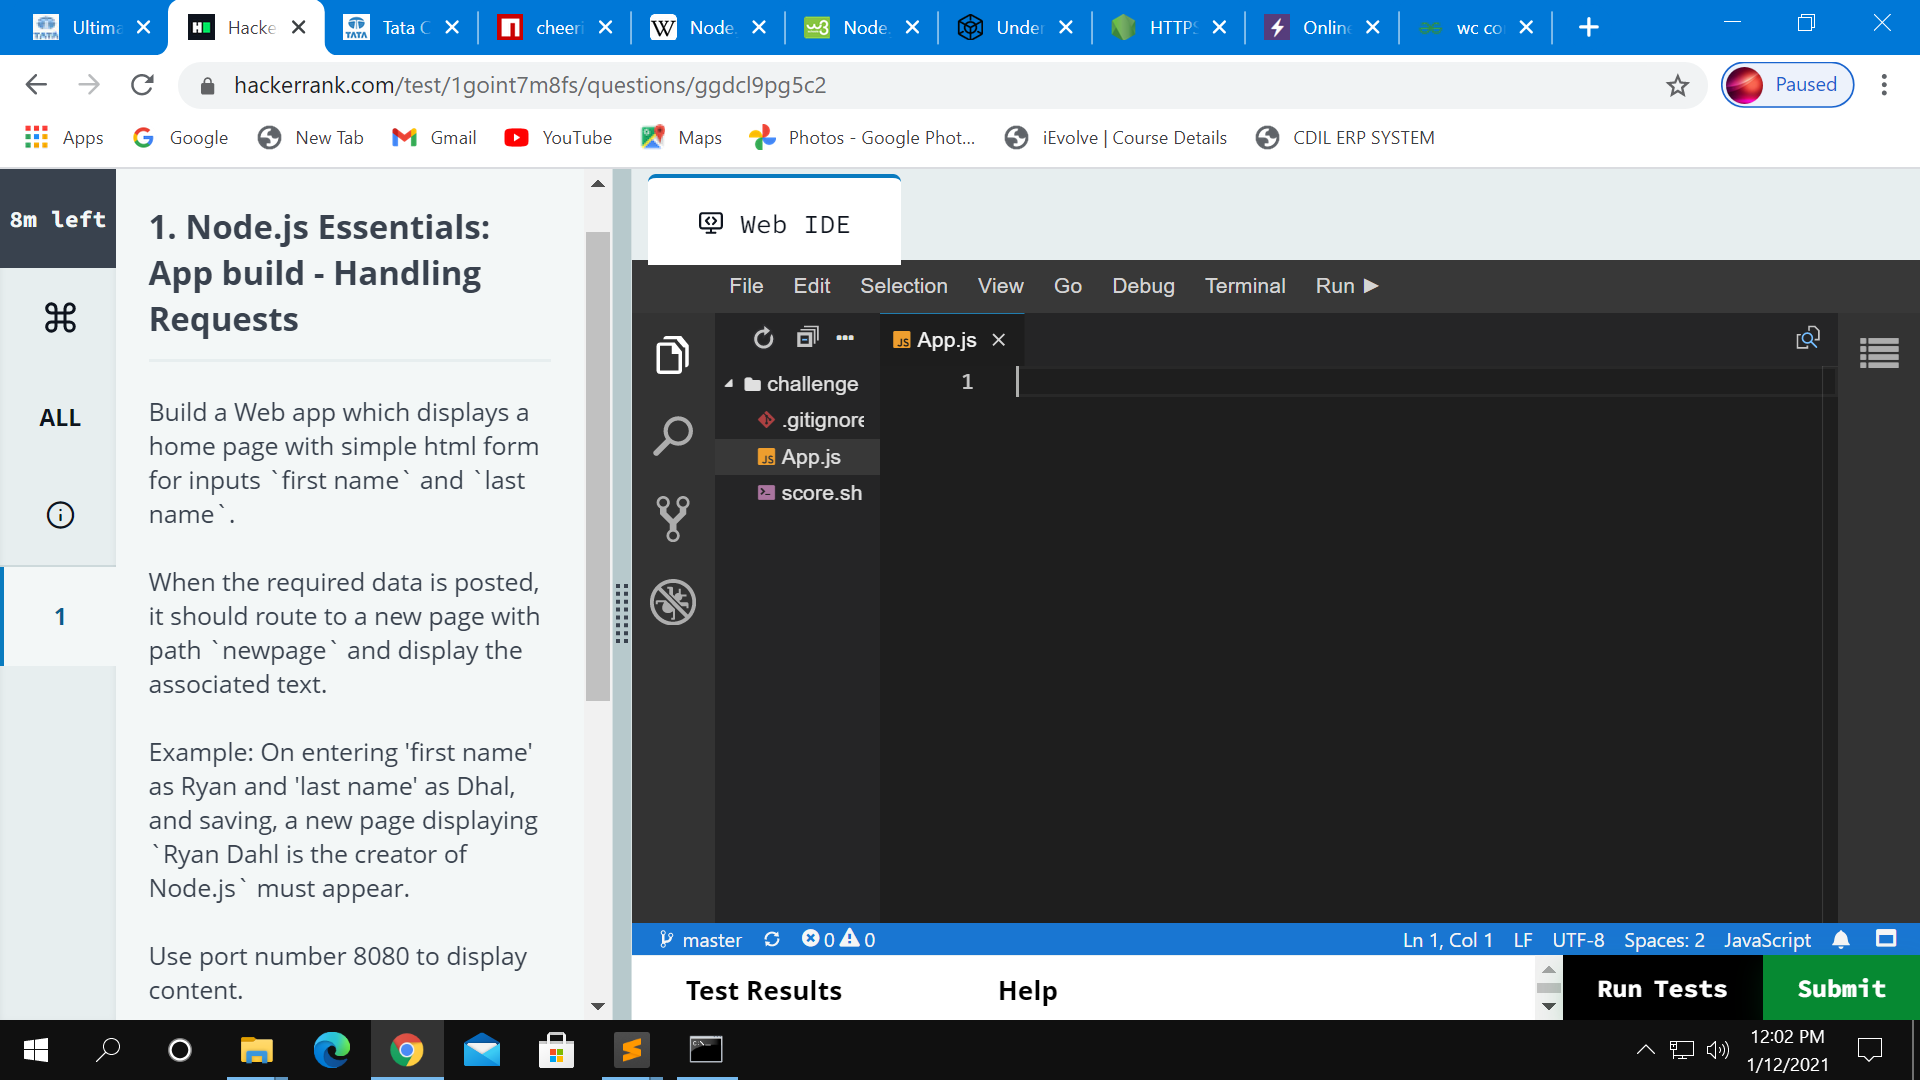 Ultima
Hacke
Tata C
cheeri
Node.
Node.
Under
HTTPS
Online
wc co
hackerrank.com/test/1goint7m8fs/questions/ggdcl9pg5c2
Paused
Apps
Google
New Tab
Gmail
YouTube
Maps
Photos - Google Phot...
iEvolve | Course Details
CDIL ERP SYSTEM
8m left
ALL
1
1. Node.js Essentials:
App build - Handling
Requests
Build a Web app which displays a
home page with simple html form
for inputs `first name` and `last
name`.
When the required data is posted,
it should route to a new page with
path `newpage` and display the
associated text.
Example: On entering 'first name'
as Ryan and 'last name' as Dhal,
and saving, a new page displaying
`Ryan Dahl is the creator of
Node.js` must appear.
Use port number 8080 to display
content.
Web IDE
File Edit Selection View Go Debug Terminal Run
challenge
.gitignore
App.js
score.sh
App.js
1
master
0 0
Ln 1, Col 1 LF UTF-8 Spaces: 2 JavaScript
Test Results
Help
Run Tests
Submit
12:02 PM
1/12/2021